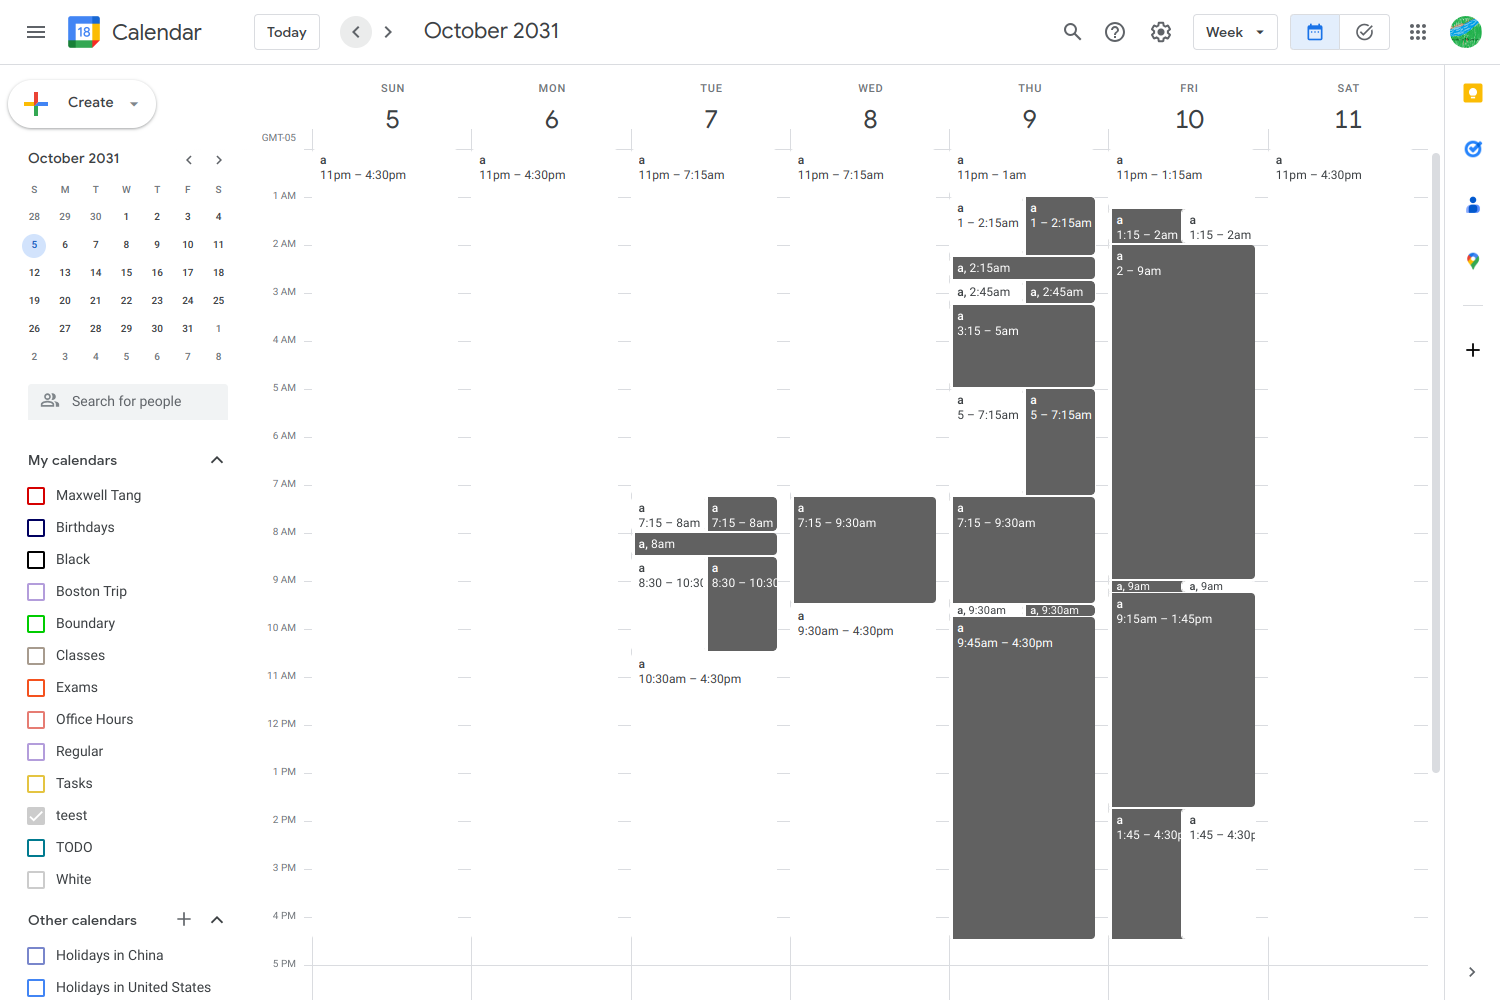 18 Calendar Today October 2031 Week
Create
October 2031
S M T W T F S
28 29 30 1 2 3 4
5 6 7 8 9 10 11
12 13 14 15 16 17 18
19 20 21 22 23 24 25
26 27 28 29 30 31 1
2 3 4 5 6 7 8
Search for people
My calendars
Maxwell Tang
Birthdays
Black
Boston Trip
Boundary
Classes
Exams
Office Hours
Regular
Tasks
teest
TODO
White
Other calendars
Holidays in China
Holidays in United States
SUN MON TUE WED THU FRI SAT
5 6 7 8 9 10 11
GMT-05
1 AM
2 AM
3 AM
4 AM
5 AM
6 AM
7 AM
8 AM
9 AM
10 AM
11 AM
12 PM
1 PM
2 PM
3 PM
4 PM
5 PM
a
11pm – 4:30pm
a
11pm – 4:30pm
a
11pm – 7:15am
a
7:15 – 8am
a
7:15 – 8am
a, 8am
a
8:30 – 10:30
a
8:30 – 10:30
a
10:30am – 4:30pm
a
11pm – 7:15am
a
7:15 – 9:30am
a
9:30am – 4:30pm
a
11pm – 1am
a
1 – 2:15am
a
1 – 2:15am
a, 2:15am
a, 2:45am
a, 2:45am
a
3:15 – 5am
a
5 – 7:15am
a
5 – 7:15am
a
7:15 – 9:30am
a, 9:30am
a, 9:30am
a
9:45am – 4:30pm
a
11pm – 1:15am
a
1:15 – 2am
a
1:15 – 2am
a
2 – 9am
a, 9am
a, 9am
a
9:15am – 1:45pm
a
1:45 – 4:30p
a
1:45 – 4:30p
a
11pm – 4:30pm